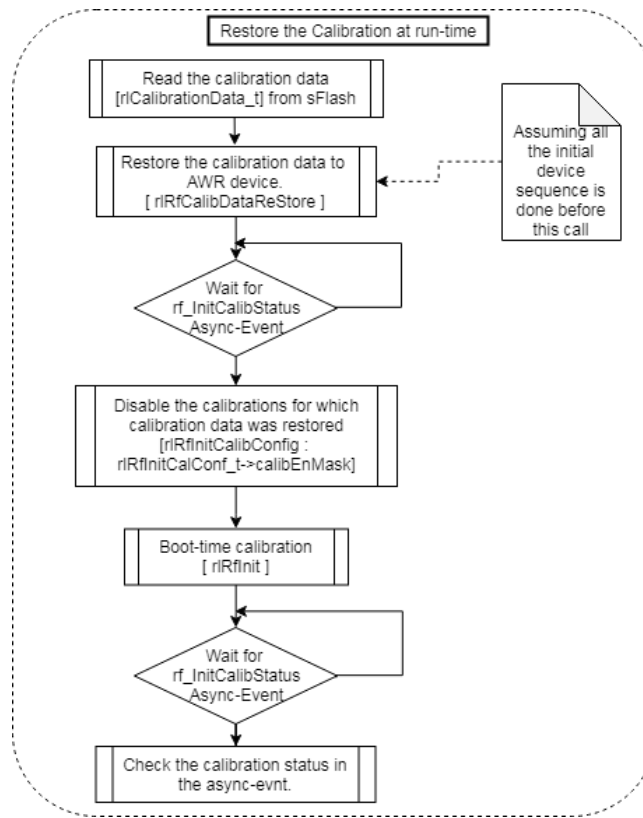 Restore the Calibration at run-time
Read the calibration data
[rlCalibrationData_t] from sFlash
Assuming all
the initial
device
sequence is
done before
this call
Restore the calibration data to
AWR device.
[ rlRfCalibDataReStore ]
Wait for
rf_InitCalibStatus
Async-Event
Disable the calibrations for which
calibration data was restored
[rlRfInitCalibConfig :
rlRfInitCalConf_t->calibEnMask]
Boot-time calibration
[ rlRfInit ]
Wait for
rf_InitCalibStatus
Async-Event
Check the calibration status in
the async-evnt.